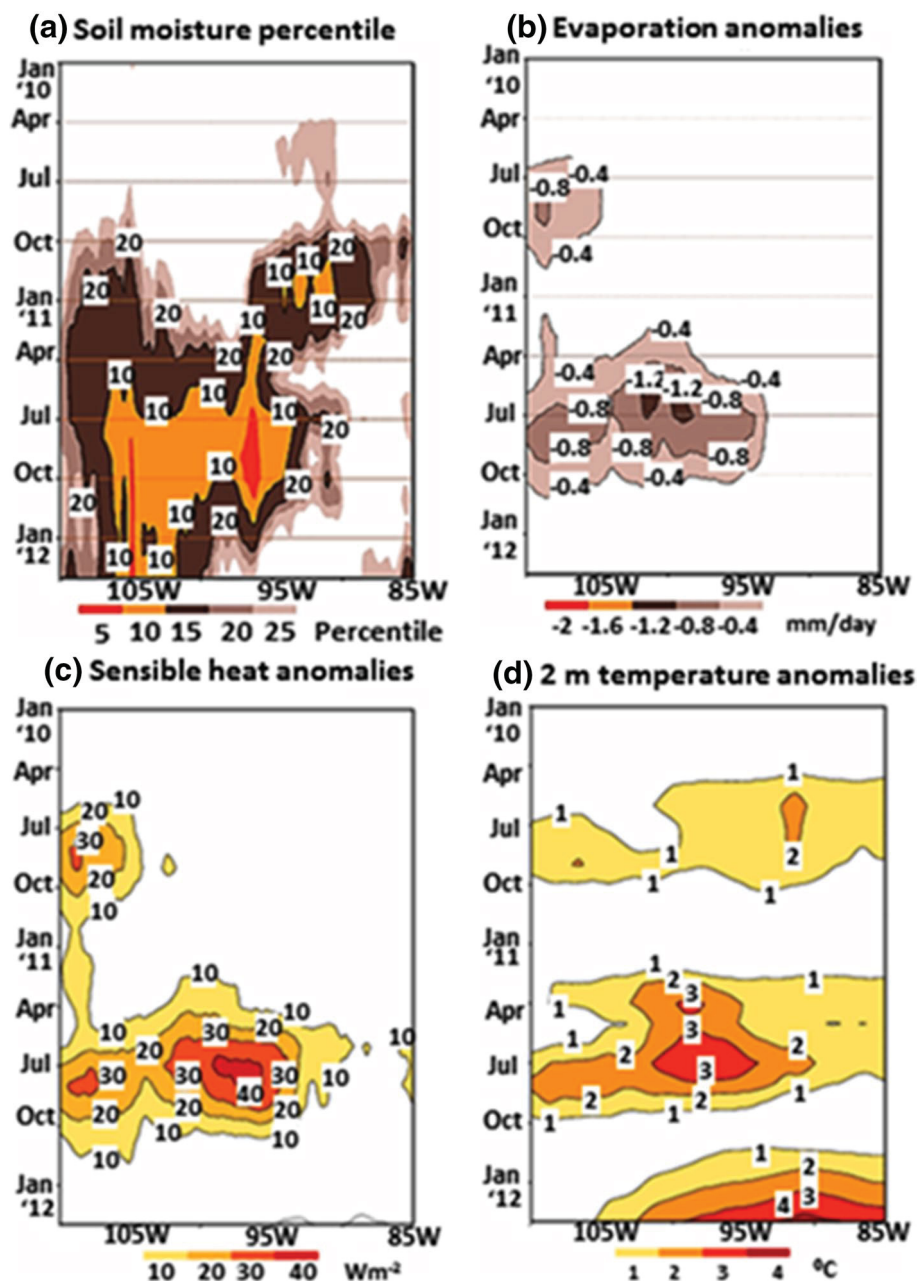 (a) Soil moisture percentile
Jan
'10
Apr
Jul
Oct
Jan
'11
Apr
Jul
Oct
Jan
'12
20
20
20
20
10
10
10
20
10
20
20
10
10
10
10
20
10
20
10
20
20
10
10
105W 95W 85W
5 10 15 20 25 Percentile
(b) Evaporation anomalies
Jan
'10
Apr
Jul
Oct
Jan
'11
Apr
Jul
Oct
Jan
'12
-0.4
-0.8
-0.4
-0.4
-0.4
-1.2
-1.2
-0.4
-0.8
-0.8
-0.8
-0.8
-0.8
-0.4
-0.4
105W 95W 85W
-2 -1.6 -1.2 -0.8 -0.4 mm/day
(c) Sensible heat anomalies
Jan
'10
Apr
Jul
Oct
Jan
'11
Apr
Jul
Oct
Jan
'12
10
20
30
20
10
10
10
10
30
20
20
10
30
30
30
40
10
20
20
20
10
10
10
105W 95W 85W
10 20 30 40 Wm-2
(d) 2 m temperature anomalies
Jan
'10
Apr
Jul
Oct
Jan
'11
Apr
Jul
Oct
Jan
'12
1
1
1
2
1
1
1
2
3
1
1
3
1
2
2
3
2
2
1
1
1
1
2
3
4
105W 95W 85W
1 2 3 4 ⁰C